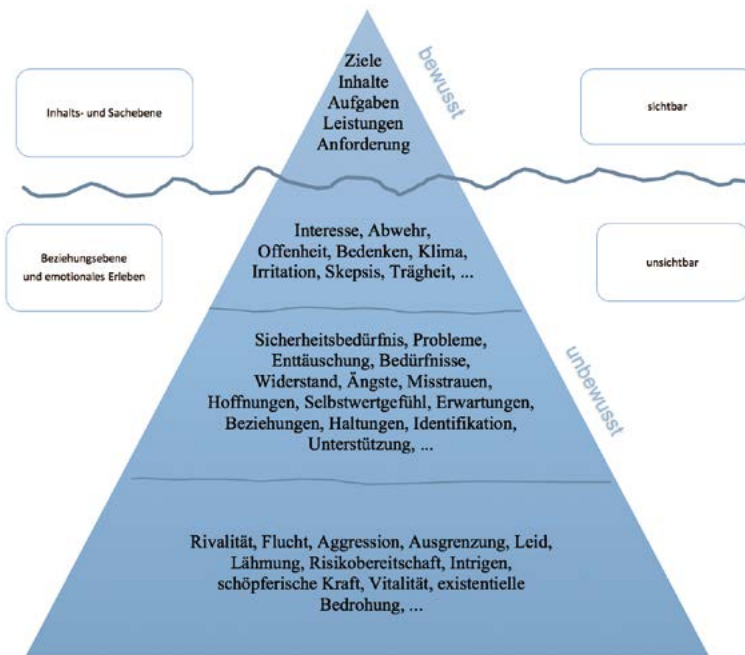 Ziele
Inhalte
Aufgaben
Leistungen
Anforderung
bewusst
Inhalts- und Sachebene
sichtbar
Interesse, Abwehr,
Offenheit, Bedenken, Klima,
Irritation, Skepsis, Trägheit, ...
Beziehungsebene
und emotionales Erleben
unsichtbar
Sicherheitsbedürfnis, Probleme,
Enttäuschung, Bedürfnisse,
Widerstand, Ängste, Misstrauen,
Hoffnungen, Selbstwertgefühl, Erwartungen,
Beziehungen, Haltungen, Identifikation,
Unterstützung, ...
unbewusst
Rivalität, Flucht, Aggression, Ausgrenzung, Leid,
Lähmung, Risikobereitschaft, Intrigen,
schöpferische Kraft, Vitalität, existentielle
Bedrohung, ...